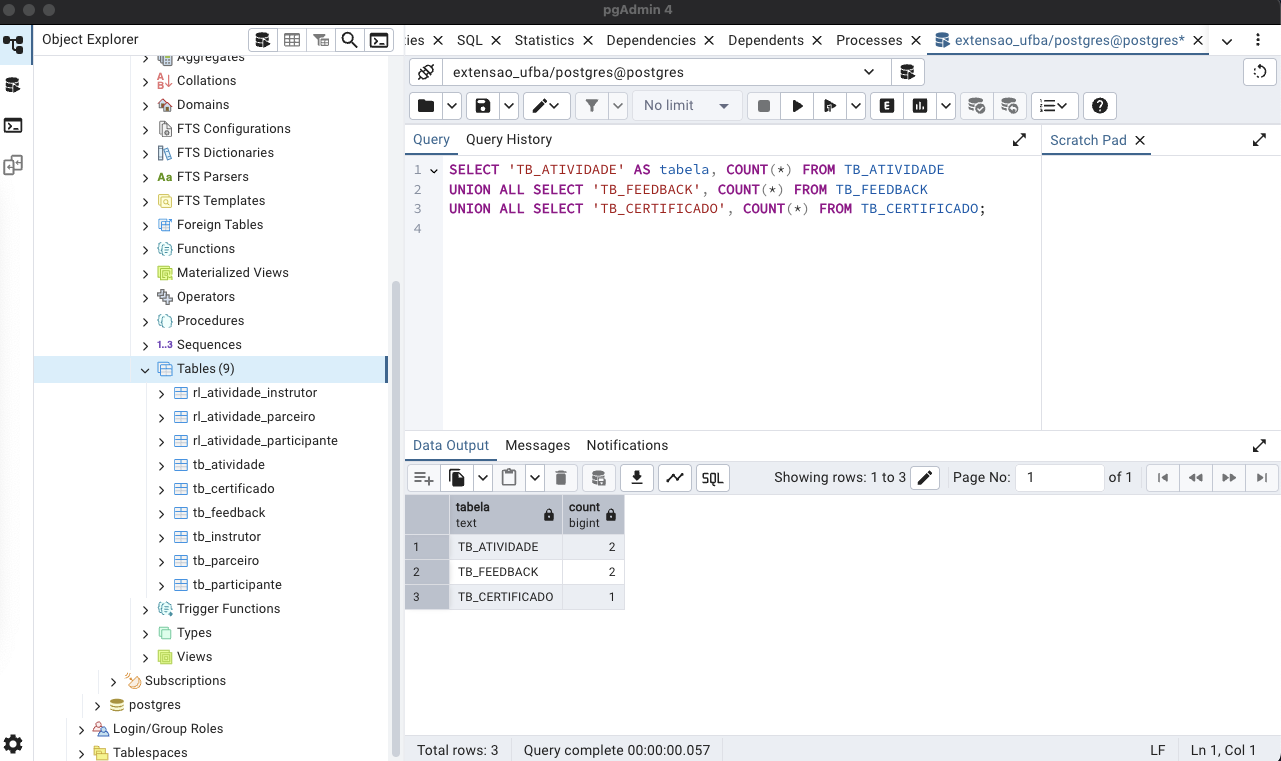 pgAdmin 4
Object Explorer
ties SQL Statistics Dependencies Dependents Processes extensao_ufba/postgres@postgres*
extensao_ufba/postgres@postgres
No limit
E
Query Query History
Scratch Pad
1 SELECT 'TB_ATIVIDADE' AS tabela, COUNT(*) FROM TB_ATIVIDADE
2 UNION ALL SELECT 'TB_FEEDBACK', COUNT(*) FROM TB_FEEDBACK
3 UNION ALL SELECT 'TB_CERTIFICADO', COUNT(*) FROM TB_CERTIFICADO;
4
Aggregates
Collations
Domains
FTS Configurations
FTS Dictionaries
Aa FTS Parsers
FTS Templates
Foreign Tables
Functions
Materialized Views
Operators
Procedures
1..3 Sequences
Tables (9)
rl_atividade_instrutor
rl_atividade_parceiro
rl_atividade_participante
tb_atividade
tb_certificado
tb_feedback
tb_instrutor
tb_parceiro
tb_participante
Trigger Functions
Types
Views
Subscriptions
postgres
Login/Group Roles
Tablespaces
Data Output Messages Notifications
SQL Showing rows: 1 to 3 Page No: 1 of 1
tabela count
text bigint
1 TB_ATIVIDADE 2
2 TB_FEEDBACK 2
3 TB_CERTIFICADO 1
Total rows: 3 Query complete 00:00:00.057 LF Ln 1, Col 1